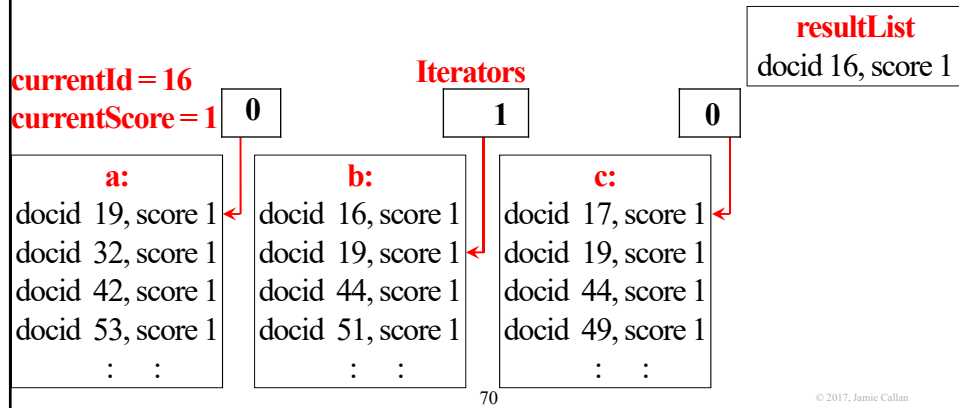 resultList
docid 16, score 1
currentId = 16
currentScore = 1
Iterators
0
1
0
a:
docid 19, score 1
docid 32, score 1
docid 42, score 1
docid 53, score 1
: :
b:
docid 16, score 1
docid 19, score 1
docid 44, score 1
docid 51, score 1
: :
c:
docid 17, score 1
docid 19, score 1
docid 44, score 1
docid 49, score 1
: :
70
© 2017, Jamie Callan